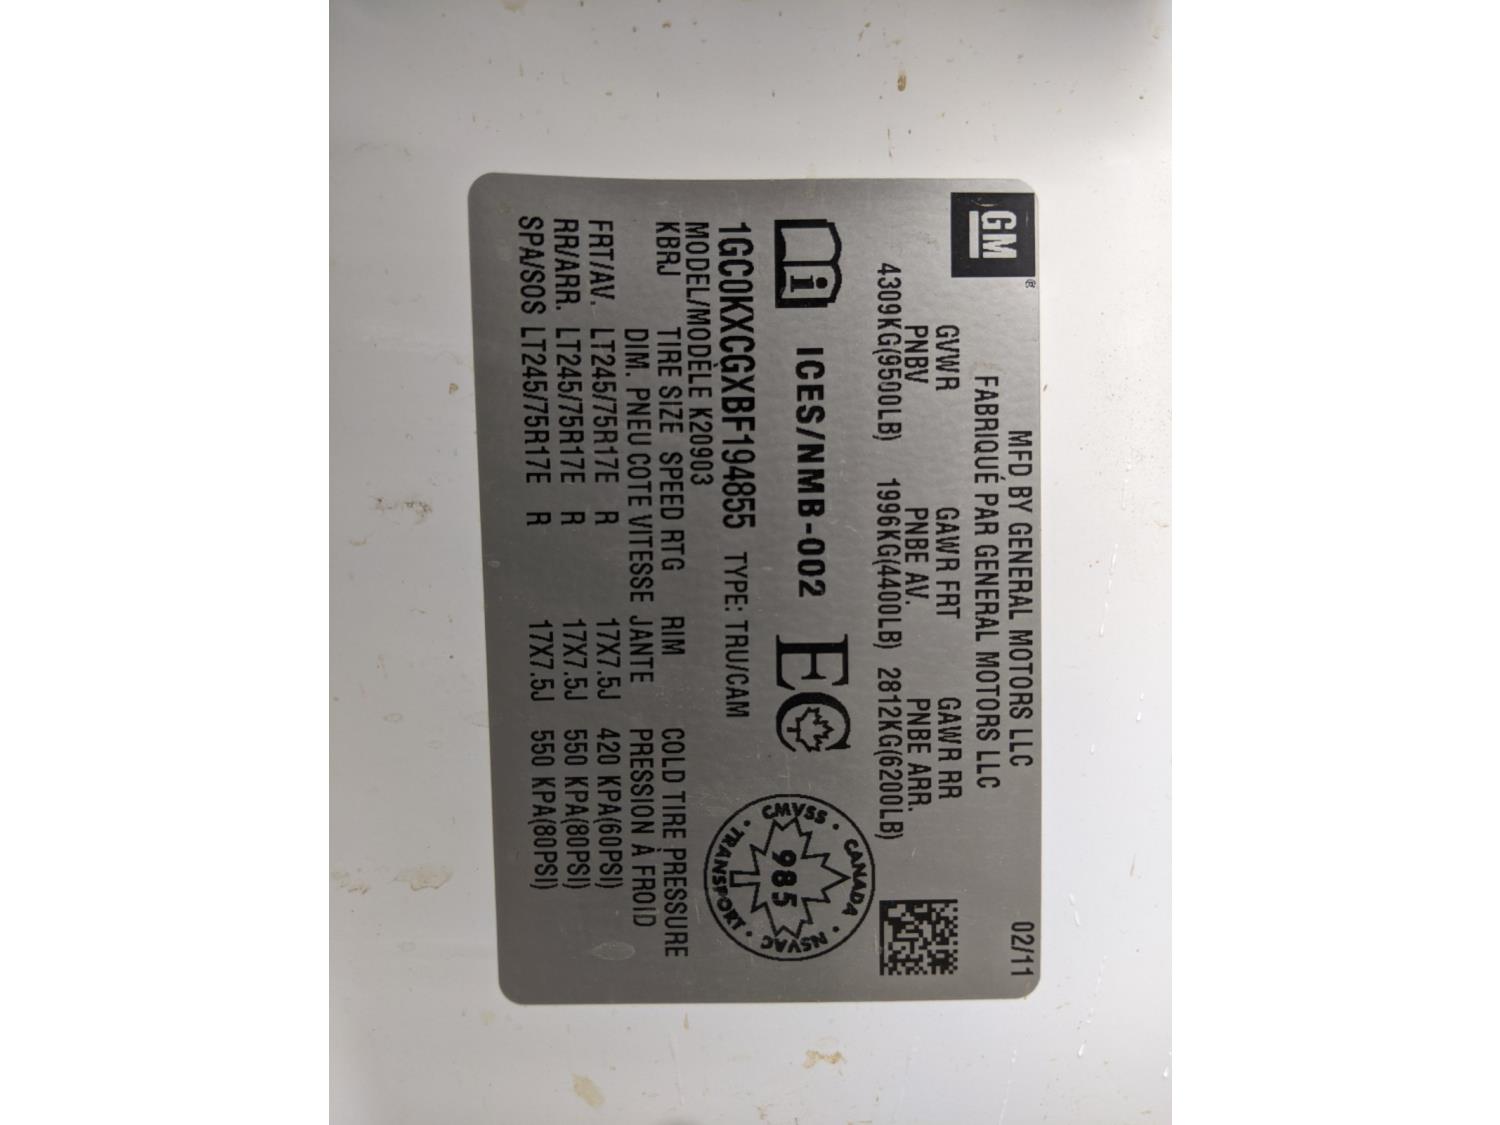 GM®
MFD BY GENERAL MOTORS LLC 02/11
FABRIQUÉ PAR GENERAL MOTORS LLC
GVWR GAWR FRT GAWR RR
PNBV PNBE AV. PNBE ARR.
4309KG(9500LB) 1996KG(4400LB) 2812KG(6200LB)
i ICES/NMB-002 EC
CMVSS · CANADA · NSVAC · TRANSPORT ·
985
1GC0KXCGXBF194855 TYPE: TRU/CAM
MODEL/MODÈLE K20903
KBRJ TIRE SIZE SPEED RTG RIM COLD TIRE PRESSURE
DIM. PNEU COTE VITESSE JANTE PRESSION À FROID
FRT/AV. LT245/75R17E R 17X7.5J 420 KPA(60PSI)
RR/ARR. LT245/75R17E R 17X7.5J 550 KPA(80PSI)
SPA/SOS LT245/75R17E R 17X7.5J 550 KPA(80PSI)